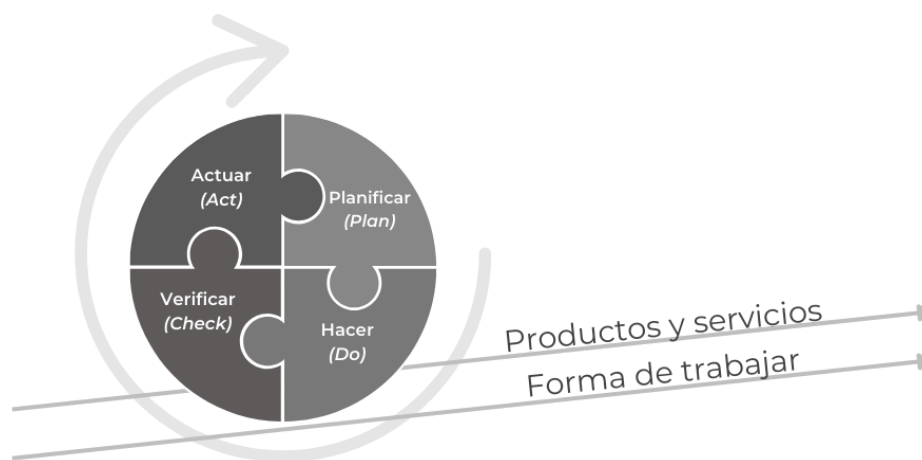 Actuar
(Act)
Planificar
(Plan)
Verificar
(Check)
Hacer
(Do)
Productos y servicios
Forma de trabajar